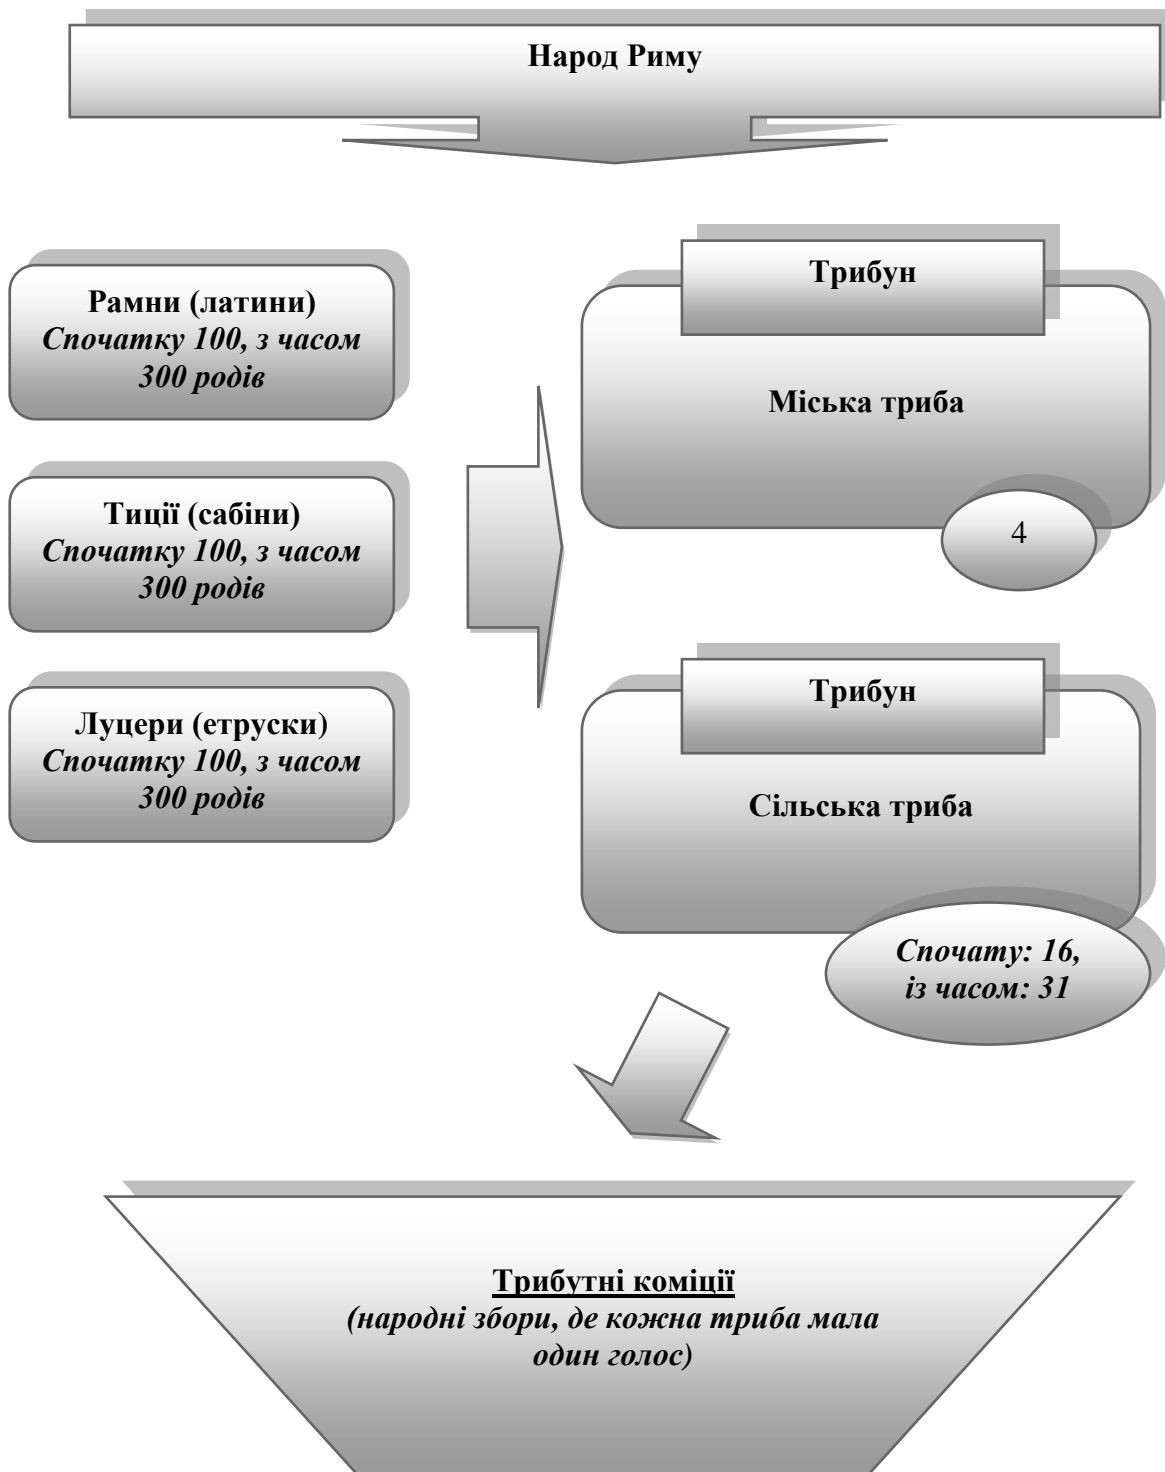 Народ Риму
Рамни (латини)
Спочатку 100, з часом
300 родів
Тиції (сабіни)
Спочатку 100, з часом
300 родів
Луцери (етруски)
Спочатку 100, з часом
300 родів
Трибун
Міська триба
4
Трибун
Сільська триба
Спочату: 16,
із часом: 31
Трибутні коміції
(народні збори, де кожна триба мала
один голос)